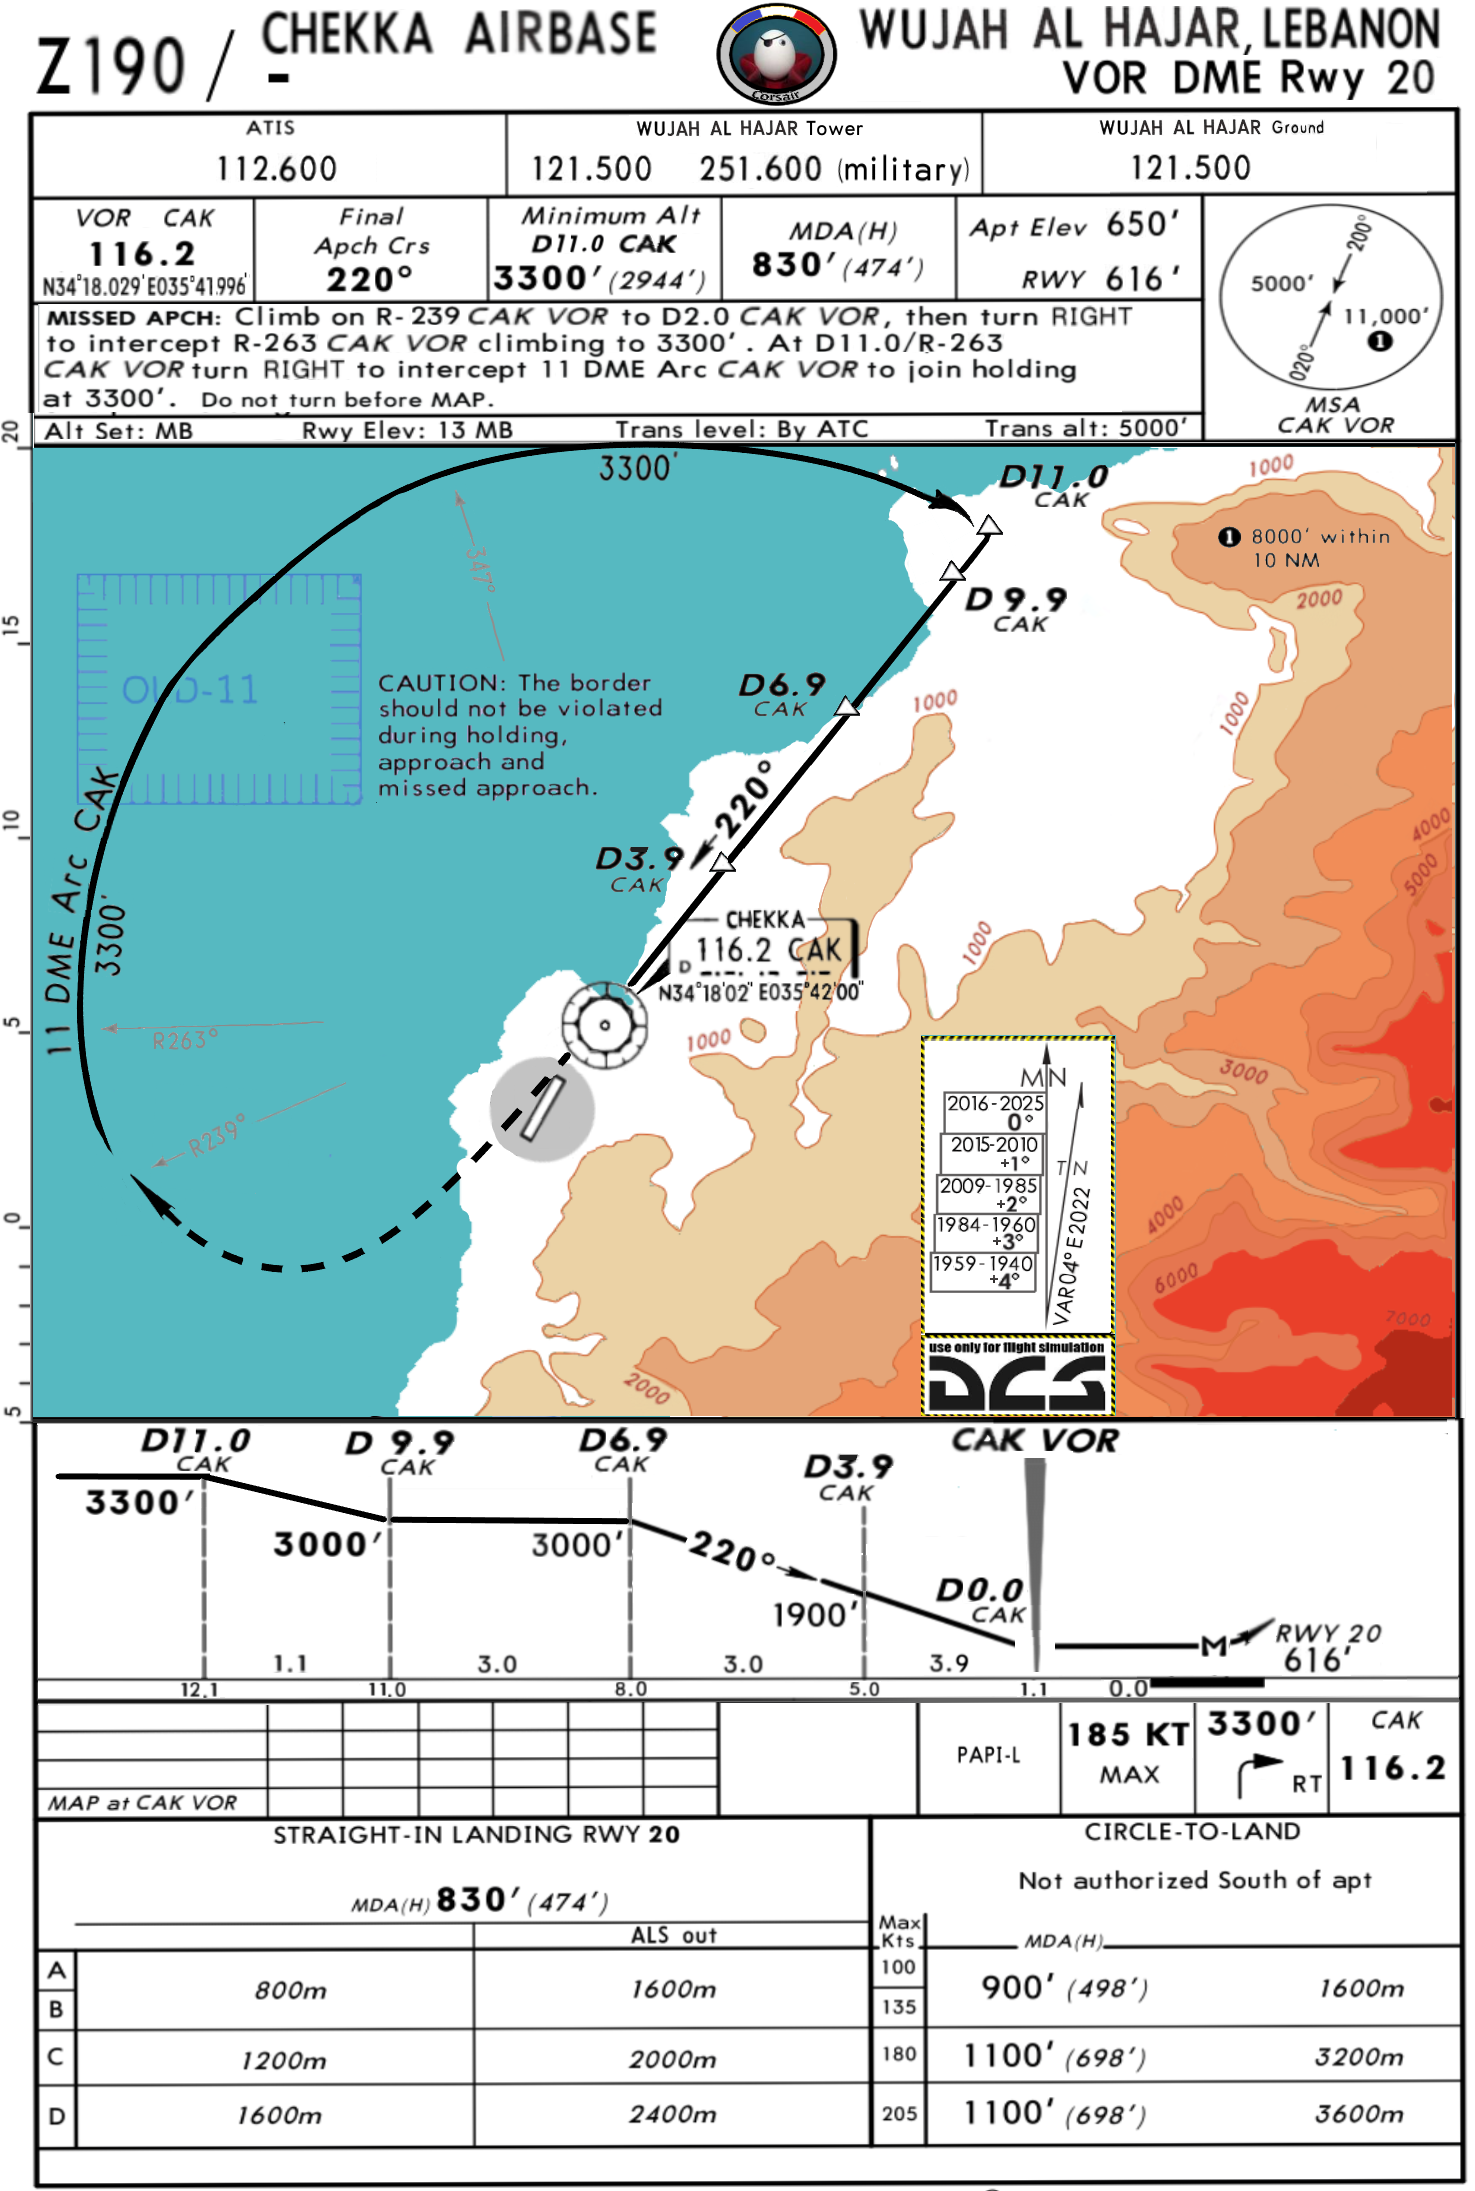 Z190 / CHEKKA AIRBASE
-
Corsair
WUJAH AL HAJAR, LEBANON
VOR DME Rwy 20
ATIS
112.600
WUJAH AL HAJAR Tower
121.500 251.600 (military)
WUJAH AL HAJAR Ground
121.500
VOR CAK
116.2
N34°18.029' E035°41.996'
Final
Apch Crs
220°
Minimum Alt
D11.0 CAK
3300' (2944')
MDA(H)
830' (474')
Apt Elev 650'
RWY 616'
MISSED APCH: Climb on R-239 CAK VOR to D2.0 CAK VOR, then turn RIGHT
to intercept R-263 CAK VOR climbing to 3300'. At D11.0/R-263
CAK VOR turn RIGHT to intercept 11 DME Arc CAK VOR to join holding
at 3300'. Do not turn before MAP.
200°
5000'
11,000'
1
020°
MSA
CAK VOR
Alt Set: MB Rwy Elev: 13 MB Trans level: By ATC Trans alt: 5000'
20
15
10
5
0
5
3300'
D11.0
CAK
1000
1 8000' within
10 NM
347°
D 9.9
CAK
2000
CAUTION: The border
should not be violated
during holding,
approach and
missed approach.
D6.9
CAK
1000
1000
220°
4000
5000
D3.9
CAK
11 DME Arc CAK
3300'
CHEKKA
116.2 CAK
D
N34°18'02" E035°42'00"
1000
1000
R263°
R239°
3000
MN
2016-2025
0°
2015-2010
+1°
2009-1985
+2°
1984-1960
+3°
1959-1940
+4°
TN
VAR04°E2022
4000
6000
7000
2000
use only for flight simulation
DCS
D11.0
CAK
D 9.9
CAK
D6.9
CAK
D3.9
CAK
CAK VOR
3300'
3000'
3000'
220°
1900'
D0.0
CAK
M
RWY 20
616'
1.1 3.0 3.0 3.9
12.1 11.0 8.0 5.0 1.1 0.0
MAP at CAK VOR
PAPI-L
185 KT
MAX
3300'
RT
CAK
116.2
STRAIGHT-IN LANDING RWY 20
MDA(H) 830' (474')
ALS out
A
B
800m 1600m
C 1200m 2000m
D 1600m 2400m
CIRCLE-TO-LAND
Not authorized South of apt
Max
Kts
MDA(H)
100
135
900' (498') 1600m
180 1100' (698') 3200m
205 1100' (698') 3600m